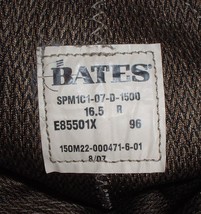 BATES
SPM1C1-07-D-1500
16.5 R
E85501X 96
150M22-000471-6-01
8/07